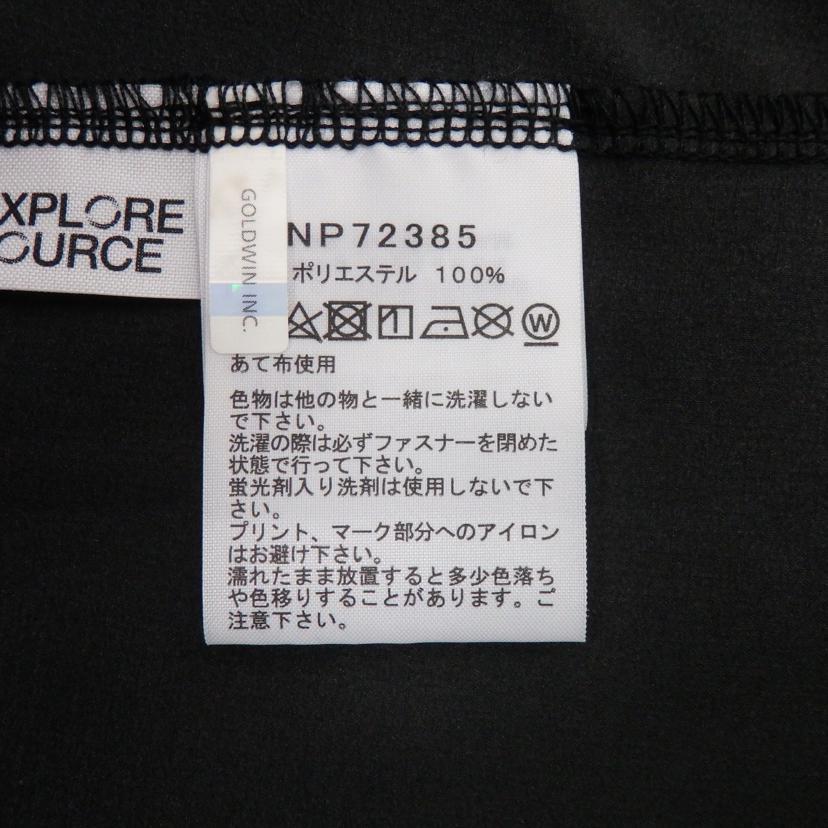 XPLORE
OURCE
GOLDWIN INC.
NP72385
ポリエステル 100%
W
あて布使用
色物は他の物と一緒に洗濯しない
で下さい。
洗濯の際は必ずファスナーを閉めた
状態で行って下さい。
蛍光剤入り洗剤は使用しないで下
さい。
プリント、マーク部分へのアイロン
はお避け下さい。
濡れたまま放置すると多少色落ち
や色移りすることがあります。ご
注意下さい。